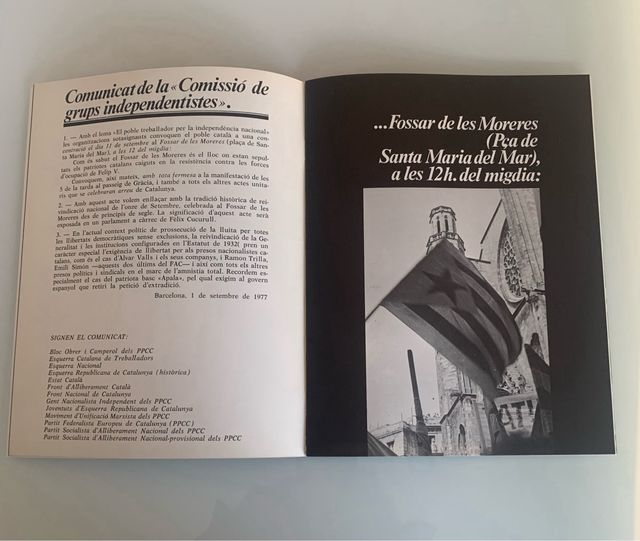 Comunicat de la «Comissió de
grups independentistes».
1. — Amb el lema «El poble treballador per la independència nacional»
les organitzacions sotasignants convoquem el poble català a una con-
centració el dia 11 de setembre al Fossar de les Moreres (plaça de San-
ta Maria del Mar), a les 12 del migdia:
Com és sabut el Fossar de les Moreres és el lloc on estan sepul-
tats els patriotes catalans caiguts en la resistència contra les forces
d'ocupació de Felip V.
Convoquem, així mateix, amb tota fermesa a la manifestació de les
5 de la tarda al passeig de Gràcia, i també a tots els altres actes unita-
ris que se celebraran arreu de Catalunya.
2. — Amb aquest acte volem enllaçar amb la tradició històrica de rei-
vindicació nacional de l'onze de Setembre, celebrada al Fossar de les
Moreres des de principis de segle. La significació d'aquest acte serà
exposada en un parlament a càrrec de Fèlix Cucurull.
3. — En l'actual context polític de prossecució de la lluita per totes
les llibertats democràtiques sense exclusions, la reivindicació de la Ge-
neralitat i les institucions configurades en l'Estatut de 1932( pren un
caràcter especial l'exigència de llibertat per als presos nacionalistes ca-
talans, com és el cas d'Alvar Valls i els seus companys, i Ramon Trilla,
Emili Simón —aquests dos últims del FAC— i així com tots els altres
presos polítics i sindicals en el marc de l'amnistia total. Recordem es-
pecialment el cas del patriota basc «Apala», pel qual exigim al govern
espanyol que retiri la petició d'extradició.
Barcelona, 1 de setembre de 1977
SIGNEN EL COMUNICAT:
Bloc Obrer i Camperol dels PPCC
Esquerra Catalana de Treballadors
Esquerra Nacional
Esquerra Republicana de Catalunya (històrica)
Estat Català
Front d'Alliberament Català
Front Nacional de Catalunya
Gent Nacionalista Independent dels PPCC
Joventuts d'Esquerra Republicana de Catalunya
Moviment d'Unificació Marxista dels PPCC
Partit Federalista Europeu de Catalunya (PPCC)
Partit Socialista d'Alliberament Nacional dels PPCC
Partit Socialista d'Alliberament Nacional-provisional dels PPCC
...Fossar de les Moreres
(Pça de
Santa Maria del Mar),
a les 12h. del migdia: